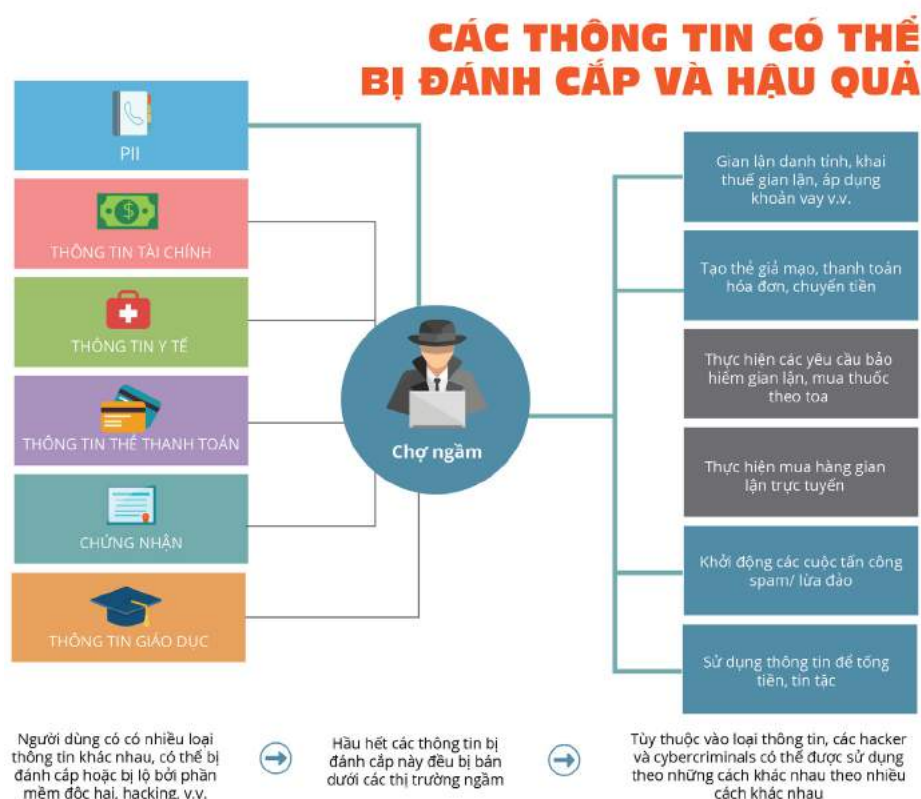 CÁC THÔNG TIN CÓ THỂ
BỊ ĐÁNH CẮP VÀ HẬU QUẢ
PII
THÔNG TIN TÀI CHÍNH
THÔNG TIN Y TẾ
THÔNG TIN THẺ THANH TOÁN
CHỨNG NHẬN
THÔNG TIN GIÁO DỤC
Chợ ngầm
Gian lận danh tính, khai
thuế gian lận, áp dụng
khoản vay v.v.
Tạo thẻ giả mạo, thanh toán
hóa đơn, chuyển tiền
Thực hiện các yêu cầu bảo
hiểm gian lận, mua thuốc
theo toa
Thực hiện mua hàng gian
lận trực tuyến
Khởi động các cuộc tấn công
spam/ lừa đảo
Sử dụng thông tin để tống
tiền, tin tặc
Người dùng có có nhiều loại
thông tin khác nhau, có thể bị
đánh cắp hoặc bị lộ bởi phần
mềm độc hại, hacking, v.v.
Hầu hết các thông tin bị
đánh cắp này đều bị bán
dưới các thị trường ngầm
Tùy thuộc vào loại thông tin, các hacker
và cybercriminals có thể được sử dụng
theo những cách khác nhau theo nhiều
cách khác nhau